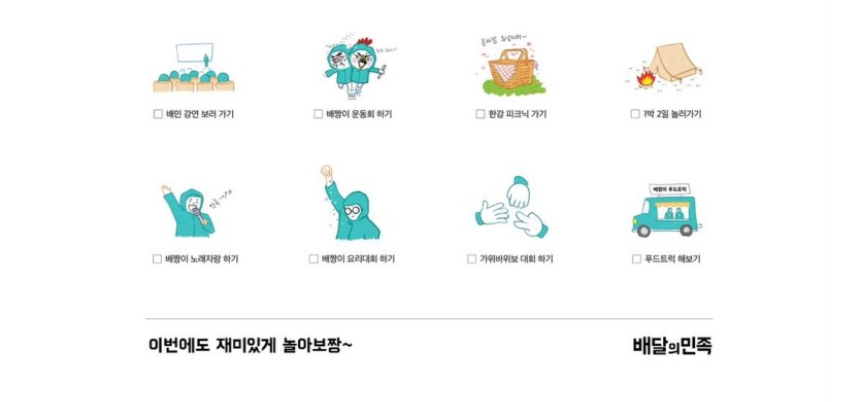 배민 강연 보러 가기
배짱이 운동회 하기
한강 피크닉 가기
1박 2일 놀러가기
배짱이 푸드트럭
배짱이 노래자랑 하기
배짱이 요리대회 하기
가위바위보 대회 하기
푸드트럭 해보기
이번에도 재미있게 놀아보짬~
배달의민족